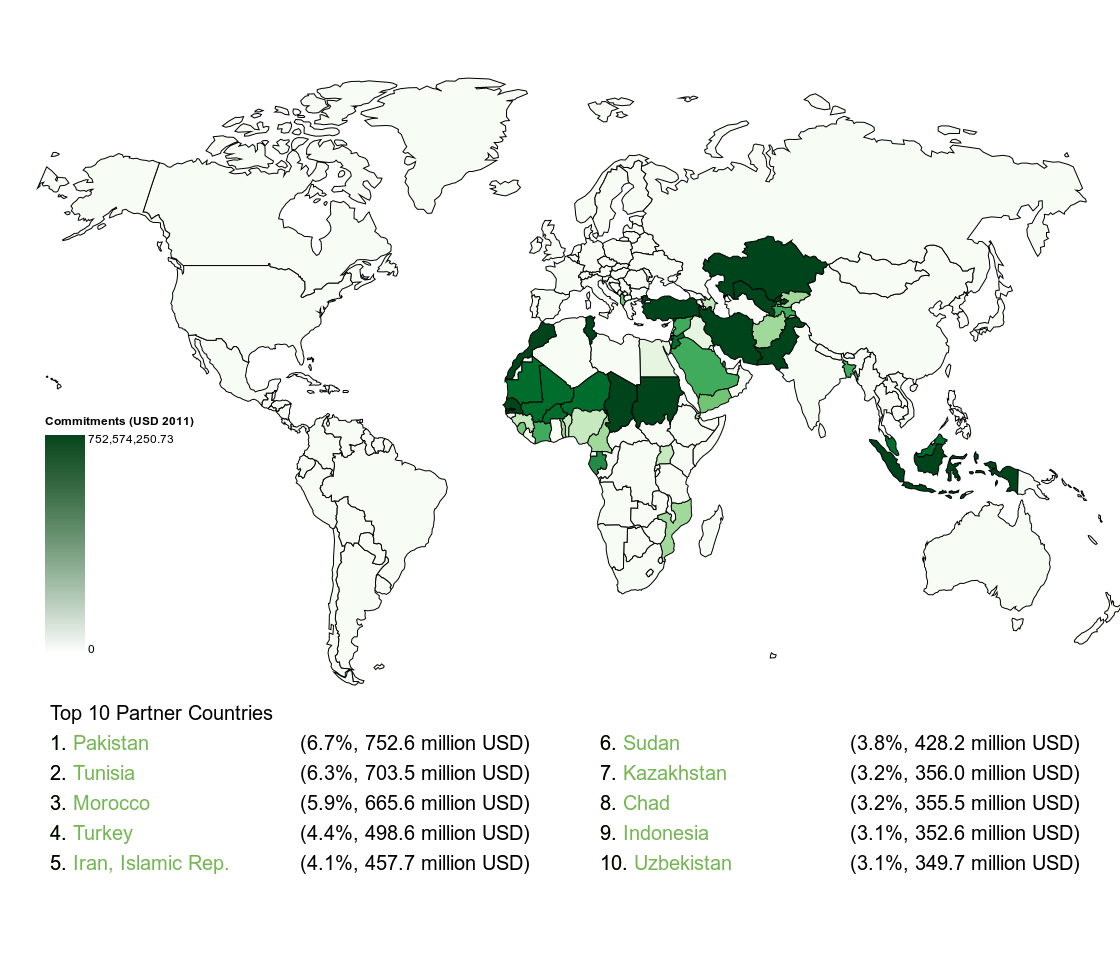 Commitments (USD 2011)
752,574,250.73
0
Top 10 Partner Countries
1. Pakistan (6.7%, 752.6 million USD)
2. Tunisia (6.3%, 703.5 million USD)
3. Morocco (5.9%, 665.6 million USD)
4. Turkey (4.4%, 498.6 million USD)
5. Iran, Islamic Rep. (4.1%, 457.7 million USD)
6. Sudan (3.8%, 428.2 million USD)
7. Kazakhstan (3.2%, 356.0 million USD)
8. Chad (3.2%, 355.5 million USD)
9. Indonesia (3.1%, 352.6 million USD)
10. Uzbekistan (3.1%, 349.7 million USD)